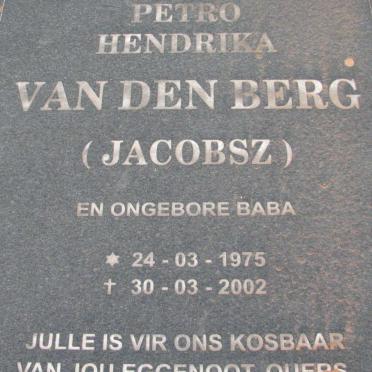 PETRO
HENDRIKA
VAN DEN BERG
( JACOBSZ )
EN ONGEBORE BABA
✡ 24 - 03 - 1975
† 30 - 03 - 2002
JULLE IS VIR ONS KOSBAAR
VAN JOU EGGENOOT, OUERS,